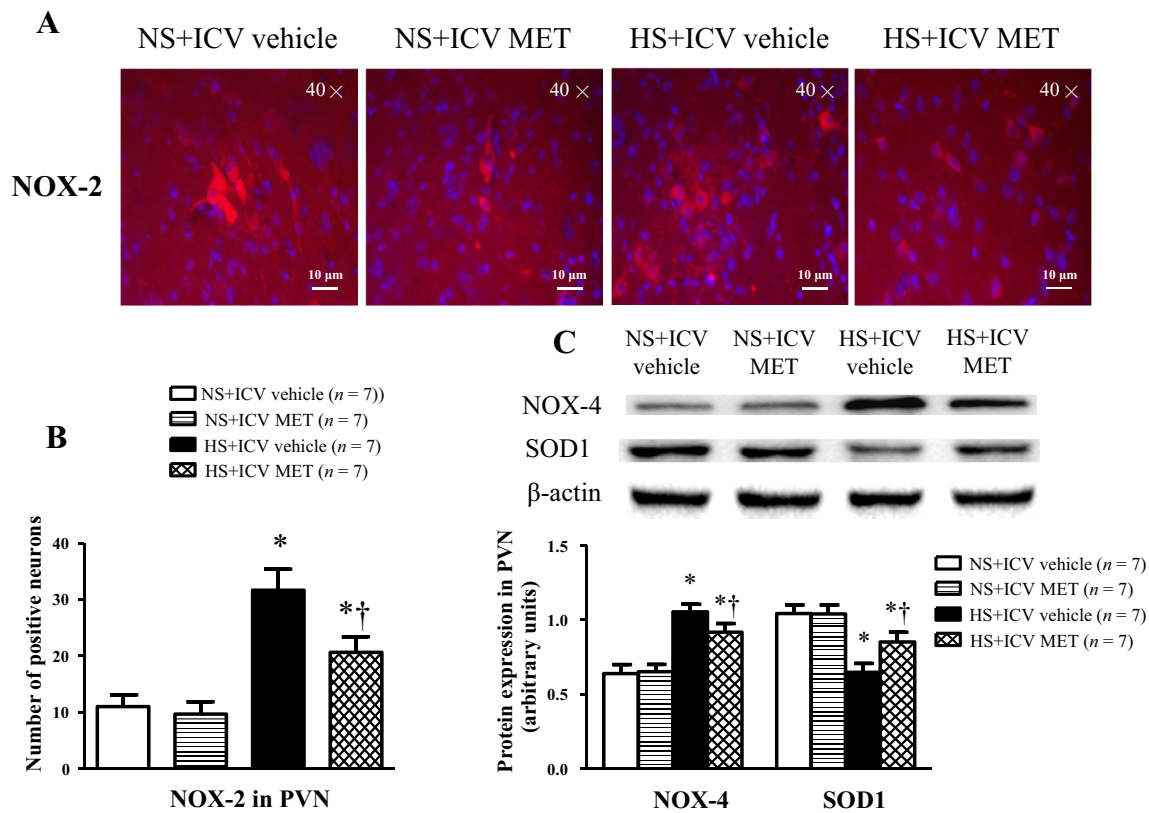 A
NS+ICV vehicle NS+ICV MET HS+ICV vehicle HS+ICV MET
40 × 40 × 40 × 40 ×
NOX-2
10 μm 10 μm 10 μm 10 μm
B
NS+ICV vehicle (n = 7))
NS+ICV MET (n = 7)
HS+ICV vehicle (n = 7)
HS+ICV MET (n = 7)
Number of positive neurons
40
30
20
10
0
*
*†
NOX-2 in PVN
C
NS+ICV NS+ICV HS+ICV HS+ICV
vehicle MET vehicle MET
NOX-4
SOD1
β-actin
Protein expression in PVN
(arbitrary units)
1.5
1.0
0.5
0.0
*
*†
*
*†
NOX-4 SOD1
NS+ICV vehicle (n = 7)
NS+ICV MET (n = 7)
HS+ICV vehicle (n = 7)
HS+ICV MET (n = 7)